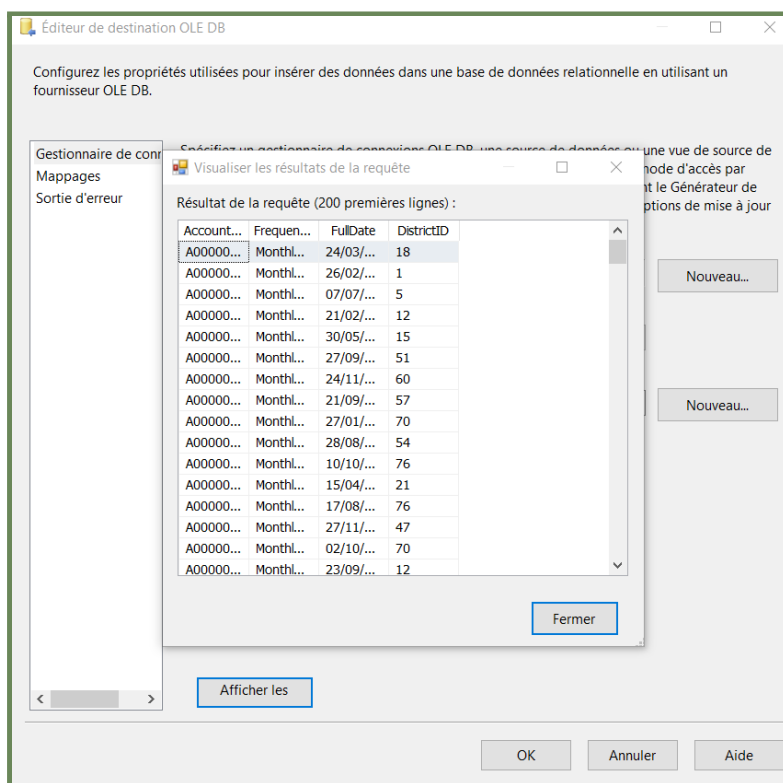 Éditeur de destination OLE DB
Configurez les propriétés utilisées pour insérer des données dans une base de données relationnelle en utilisant un
fournisseur OLE DB.
Gestionnaire de conn
Mappages
Sortie d'erreur
Spécifiez un gestionnaire de connexions OLE DB, une source de données ou une vue de source de
node d'accès par
nt le Générateur de
ptions de mise à jour
Nouveau...
Nouveau...
Visualiser les résultats de la requête
Résultat de la requête (200 premières lignes) :
Account... Frequen... FullDate DistrictID
A00000... Monthl... 24/03/... 18
A00000... Monthl... 26/02/... 1
A00000... Monthl... 07/07/... 5
A00000... Monthl... 21/02/... 12
A00000... Monthl... 30/05/... 15
A00000... Monthl... 27/09/... 51
A00000... Monthl... 24/11/... 60
A00000... Monthl... 21/09/... 57
A00000... Monthl... 27/01/... 70
A00000... Monthl... 28/08/... 54
A00000... Monthl... 10/10/... 76
A00000... Monthl... 15/04/... 21
A00000... Monthl... 17/08/... 76
A00000... Monthl... 27/11/... 47
A00000... Monthl... 02/10/... 70
A00000... Monthl... 23/09/... 12
Fermer
Afficher les
OK Annuler Aide